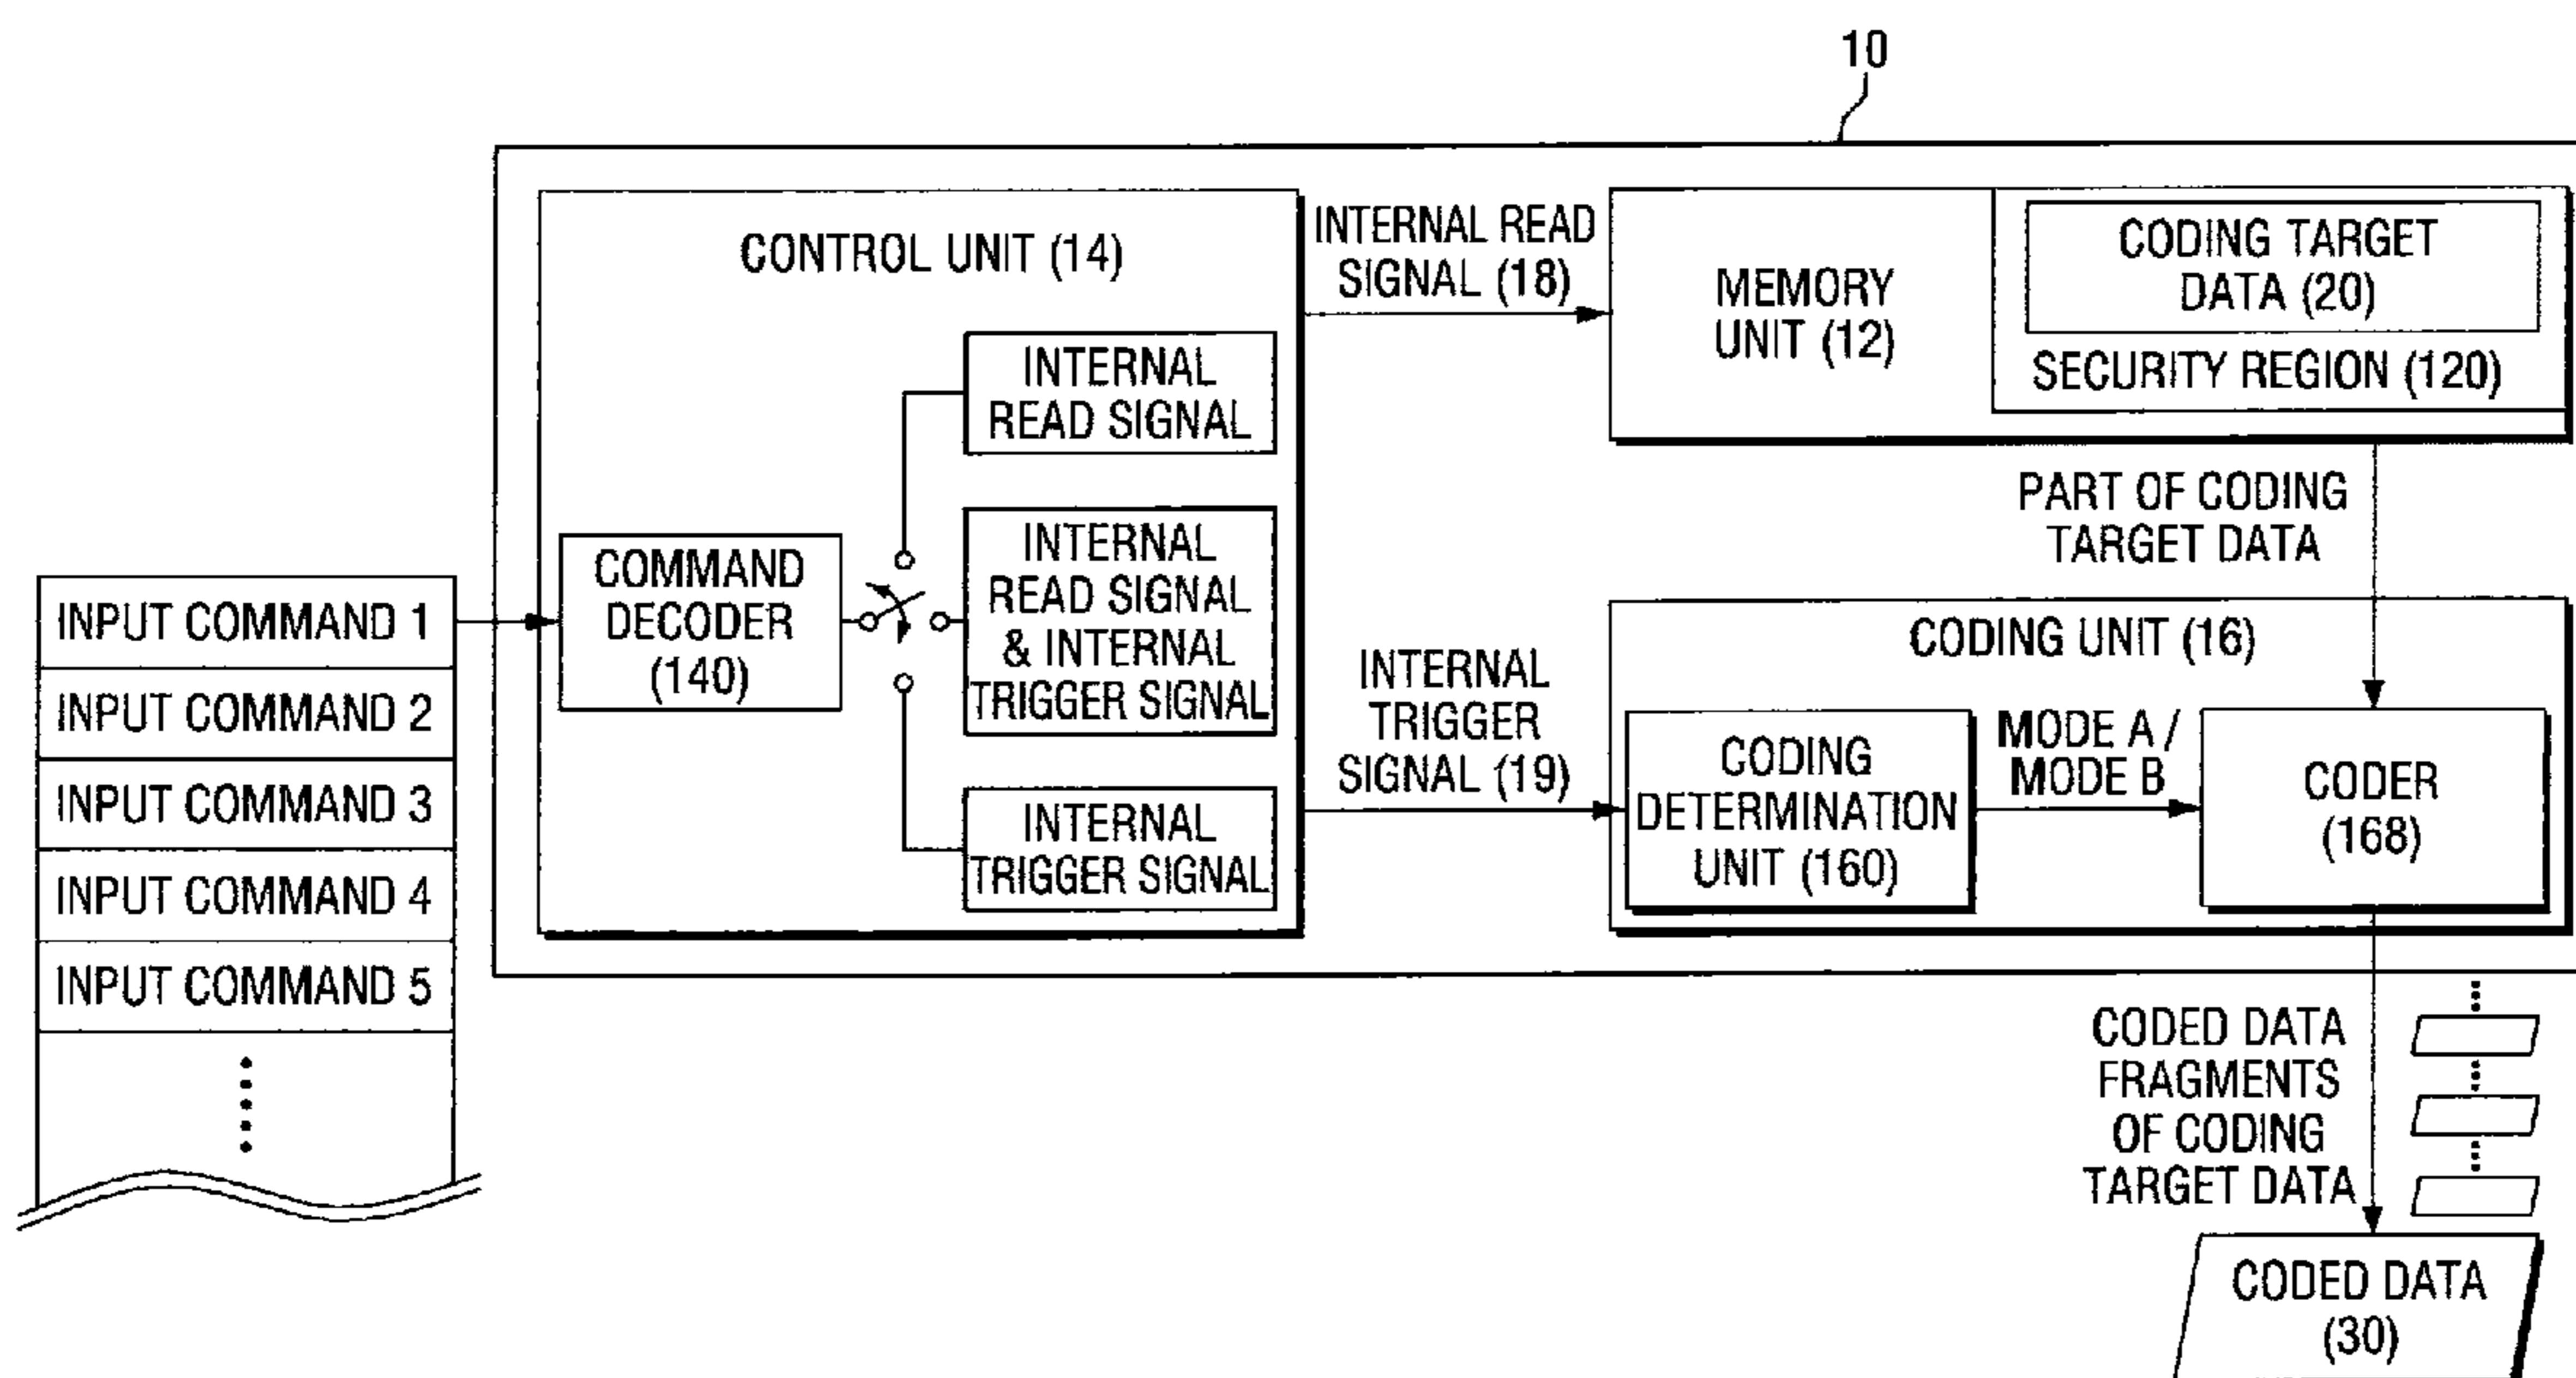 10
CONTROL UNIT (14)
INTERNAL READ
SIGNAL (18)
MEMORY
UNIT (12)
CODING TARGET
DATA (20)
SECURITY REGION (120)
INTERNAL
READ SIGNAL
PART OF CODING
TARGET DATA
INPUT COMMAND 1
INPUT COMMAND 2
INPUT COMMAND 3
INPUT COMMAND 4
INPUT COMMAND 5
COMMAND
DECODER
(140)
INTERNAL
READ SIGNAL
& INTERNAL
TRIGGER SIGNAL
INTERNAL
TRIGGER SIGNAL
INTERNAL
TRIGGER
SIGNAL (19)
CODING UNIT (16)
CODING
DETERMINATION
UNIT (160)
MODE A /
MODE B
CODER
(168)
CODED DATA
FRAGMENTS
OF CODING
TARGET DATA
CODED DATA
(30)